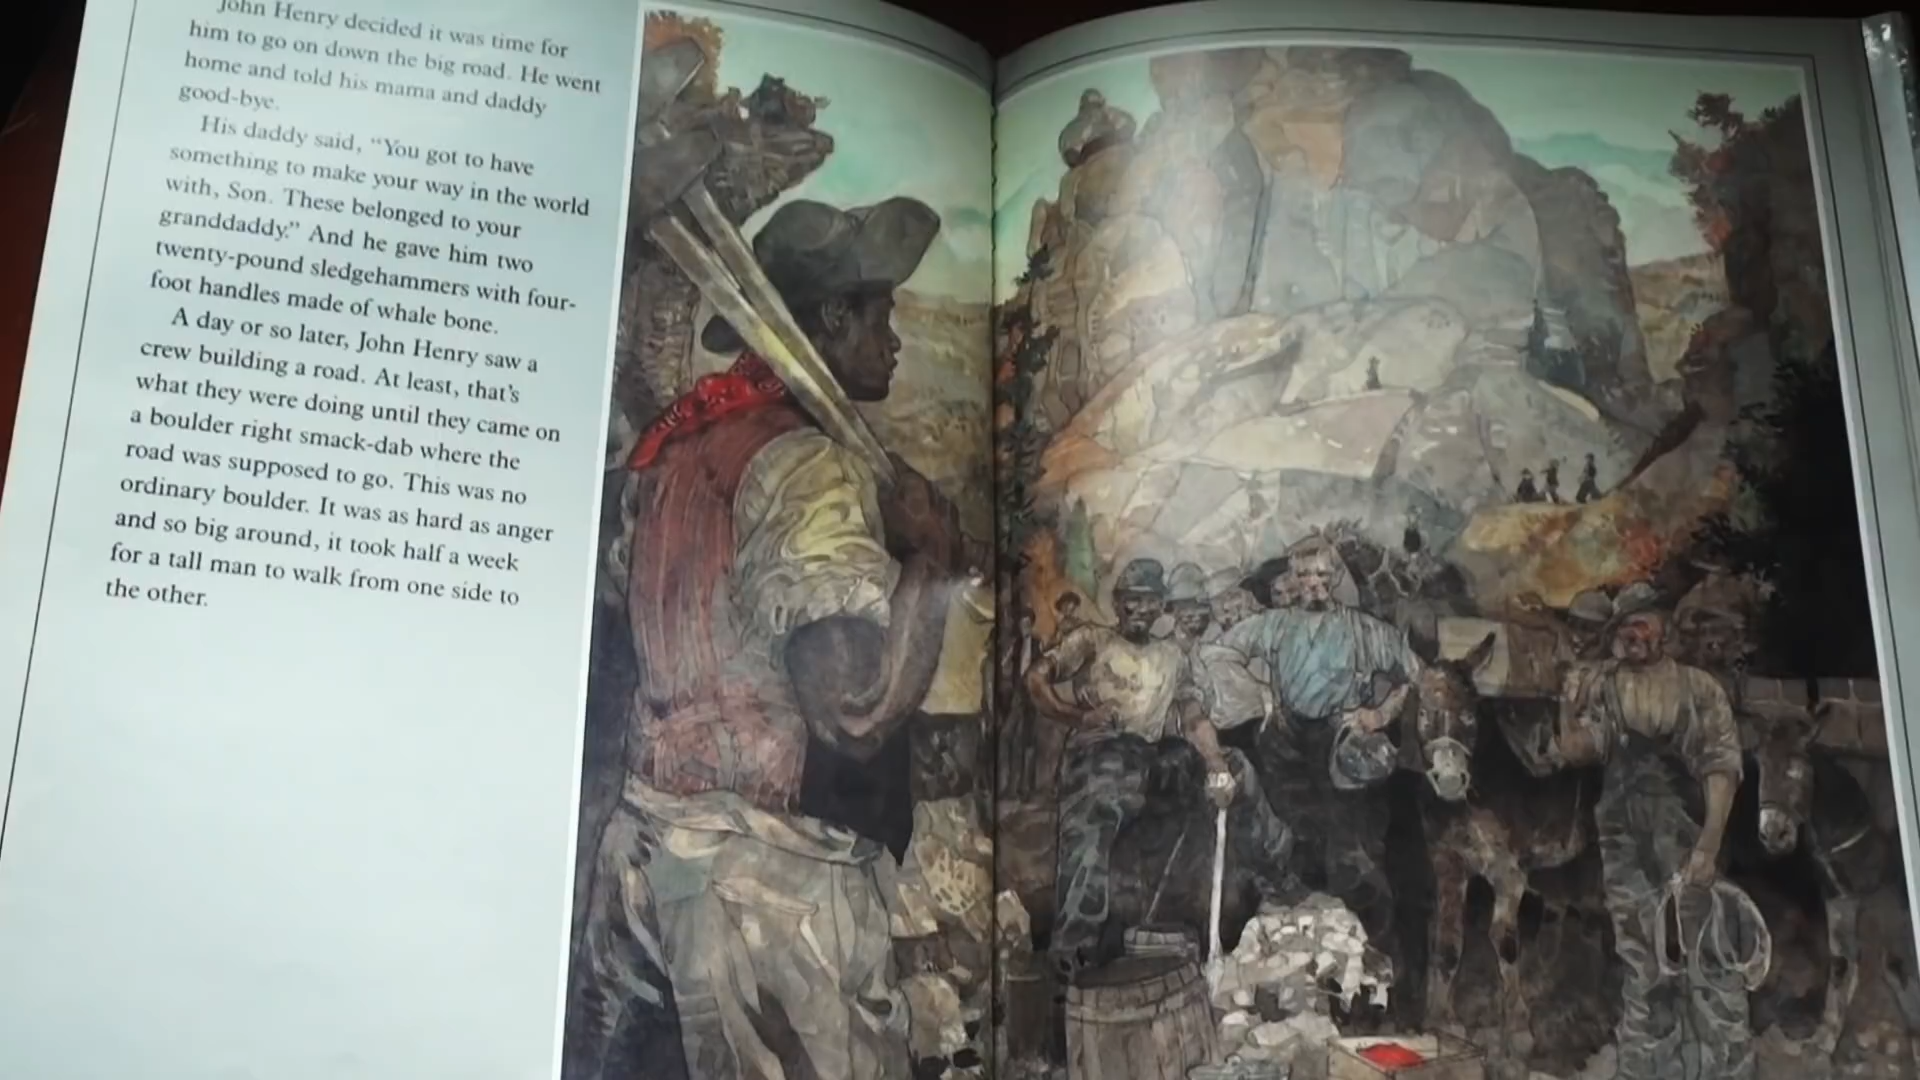 John Henry decided it was time for
him to go on down the big road. He went
home and told his mama and daddy
good-bye.
His daddy said, “You got to have
something to make your way in the world
with, Son. These belonged to your
granddaddy.” And he gave him two
twenty-pound sledgehammers with four-
foot handles made of whale bone.
A day or so later, John Henry saw a
crew building a road. At least, that’s
what they were doing until they came on
a boulder right smack-dab where the
road was supposed to go. This was no
ordinary boulder. It was as hard as anger
and so big around, it took half a week
for a tall man to walk from one side to
the other.